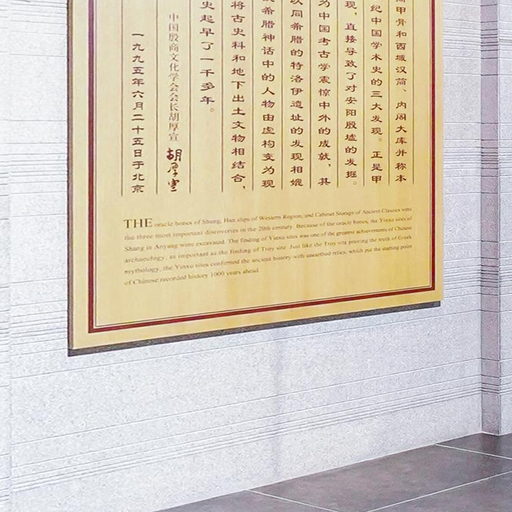 商甲骨和西域汉简、内阁大库并称本
纪中国学术史的三大发现。正是甲
现，直接导致了对安阳殷墟的发掘。
为中国考古学震惊中外的成就，其
以同希腊的特洛伊遗址的发现相媲
希腊神话中的人物由虚构变为现
将古史料和地下出土文物相结合，
史起早了一千多年。
中国殷商文化学会会长胡厚宣 胡厚宣
一九九五年六月二十五日于北京
THE oracle bones of Shang, Han slips of Western Region, and Cabinet Storage of Ancient Classics were
the three most important discoveries in the 20th century. Because of the oracle bones, the Yinxu sites of
Shang in Anyang were excavated. The finding of Yinxu sites was one of the greatest achievements of Chinese
archaeology, as important as the finding of Troy site. Just like the Troy site proving the truth of Greek
mythology, the Yinxu sites confirmed the ancient history with unearthed relics, which put the starting point
of Chinese recorded history 1000 years ahead.